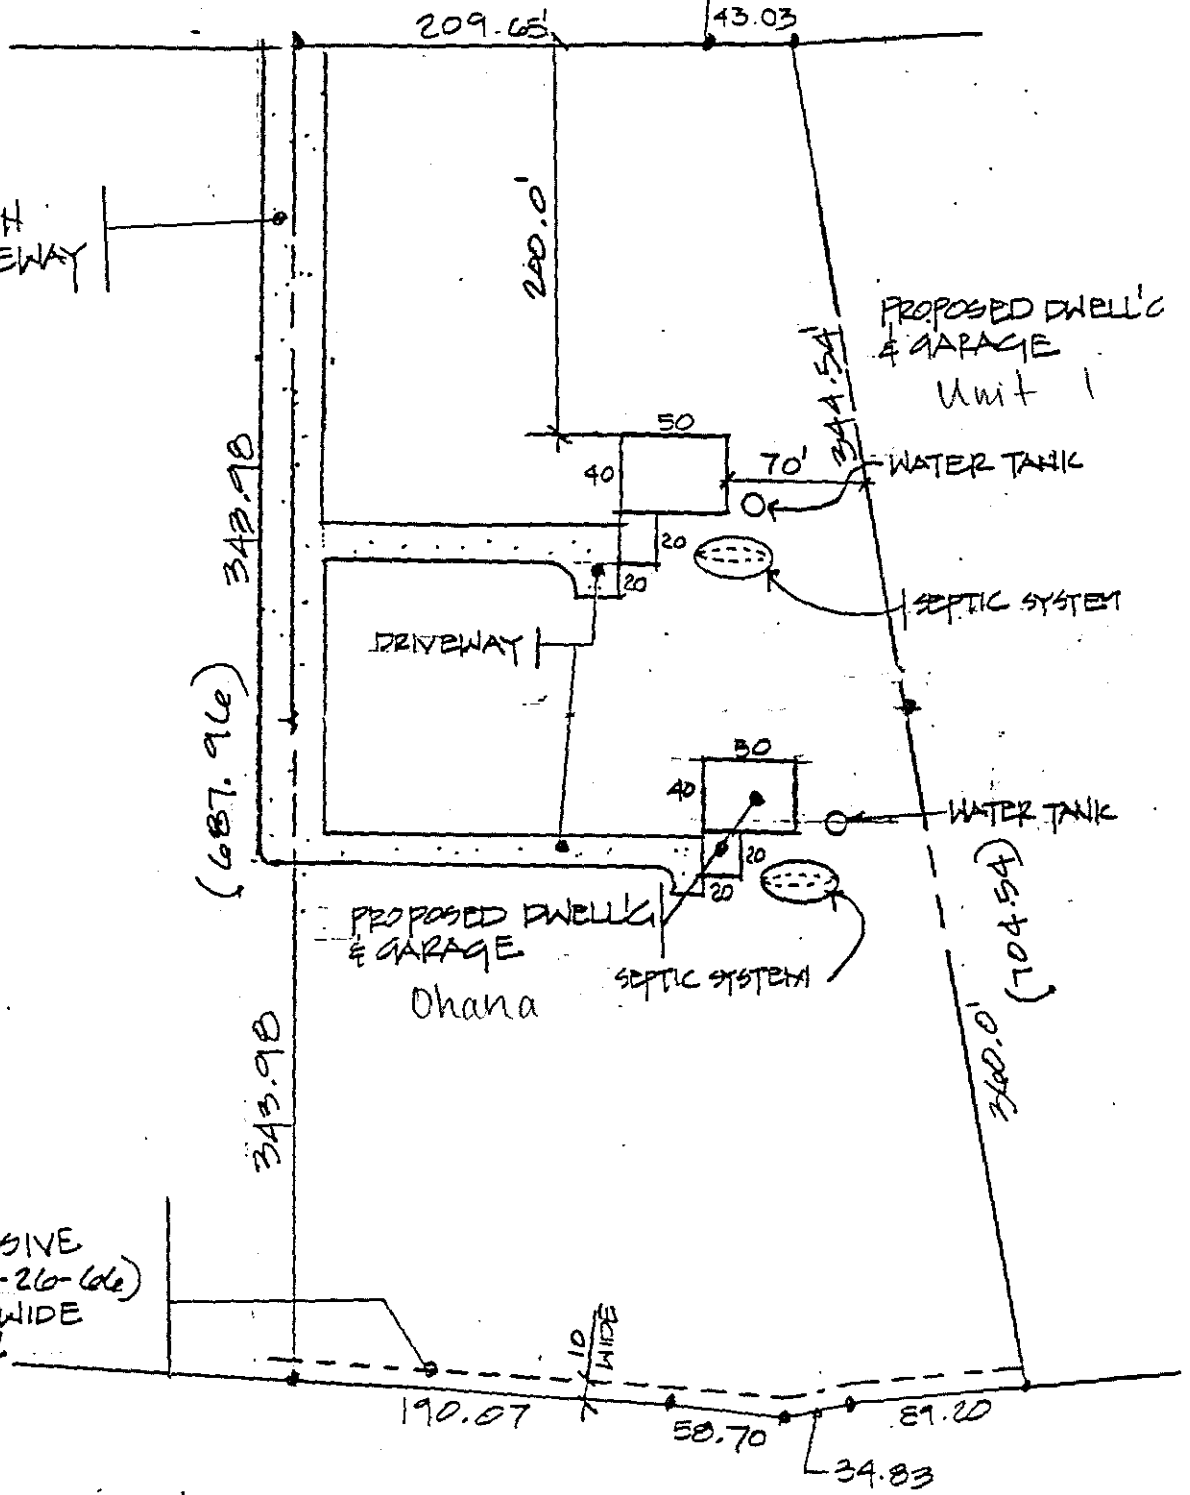 209.65'
43.03
H
EWAY
200.0'
PROPOSED DWELL'G
& GARAGE
Unit 1
344.54'
50
40
70'
WATER TANK
343.98
20
20
SEPTIC SYSTEM
DRIVEWAY
(687.96)
50
40
WATER TANK
20
20
(704.54)
PROPOSED DWELL'G
& GARAGE
Ohana
SEPTIC SYSTEM
360.0'
343.98
SIVE
-26-66)
WIDE
10
WIDE
190.07
58.70
89.20
34.83